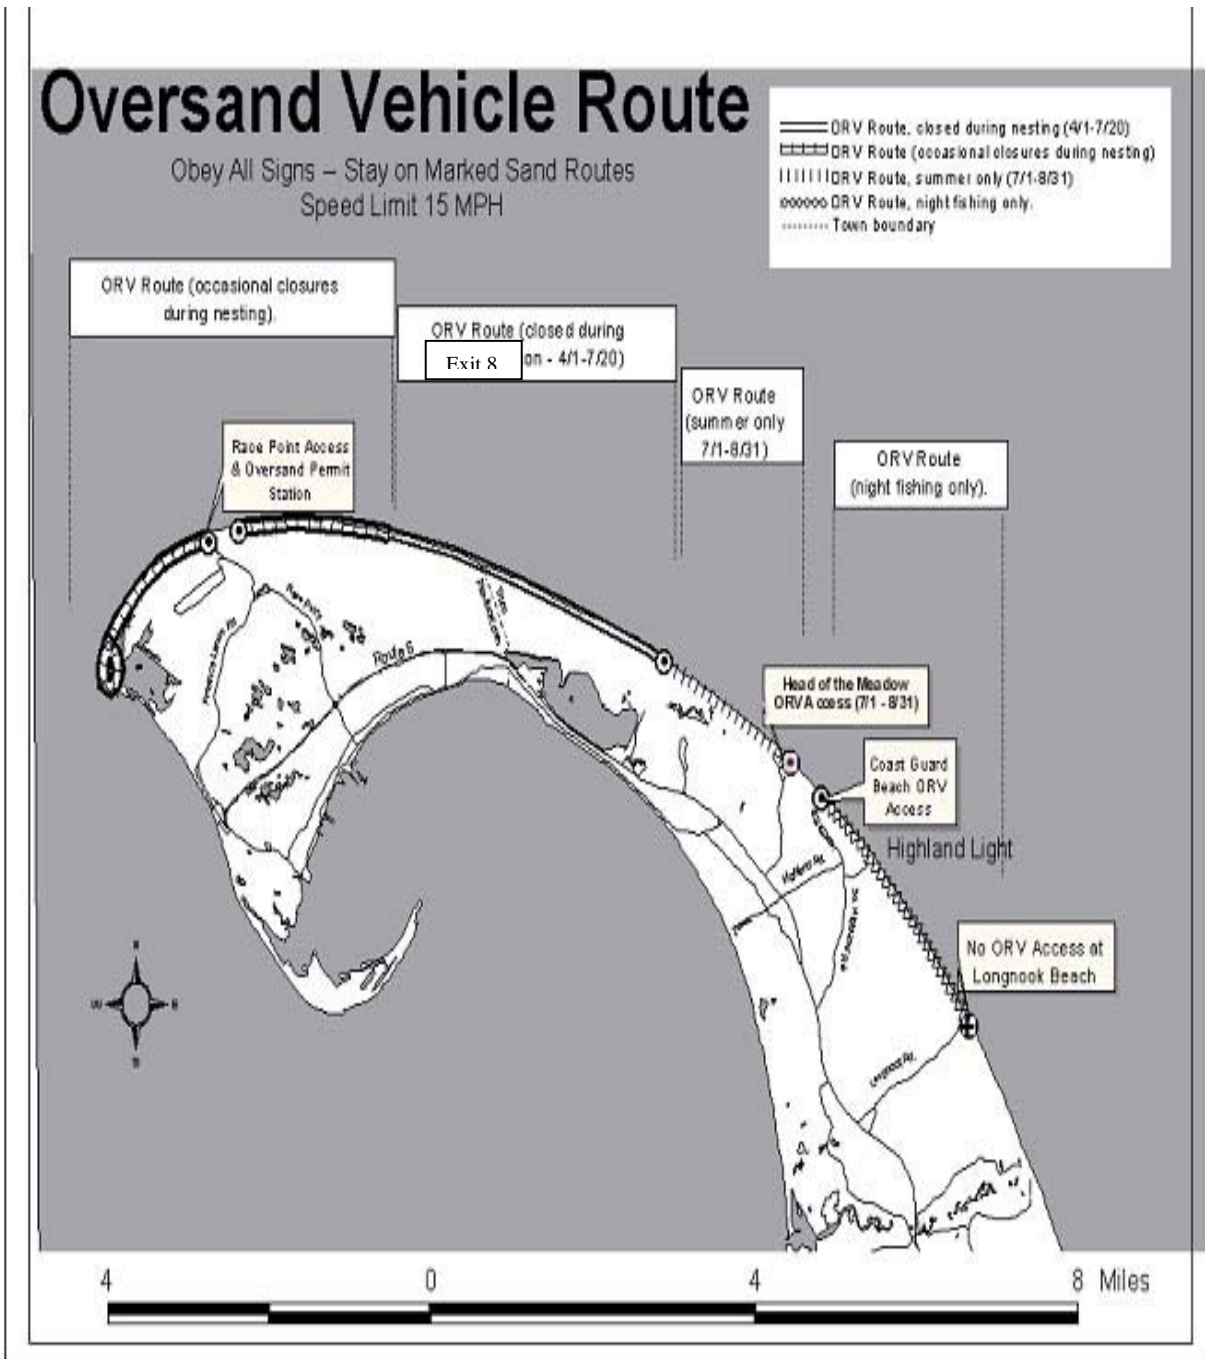 Oversand Vehicle Route
Obey All Signs – Stay on Marked Sand Routes
Speed Limit 15 MPH
ORV Route, closed during nesting (4/1-7/20)
ORV Route (occasional closures during nesting)
ORV Route, summer only (7/1-8/31)
ORV Route, night fishing only.
Town boundary
ORV Route (occasional closures
during nesting).
ORV Route (closed during
Exit 8
on - 4/1-7/20)
ORV Route
(summer only
7/1-8/31)
ORV Route
(night fishing only).
Race Point Access
& Oversand Permit
Station
Route 6
Head of the Meadow
ORV Access (7/1 - 8/31)
Coast Guard
Beach ORV
Access
Highland Light
Highland Rd.
No ORV Access at
Longnook Beach
Longnook Rd.
4 0 4 8 Miles